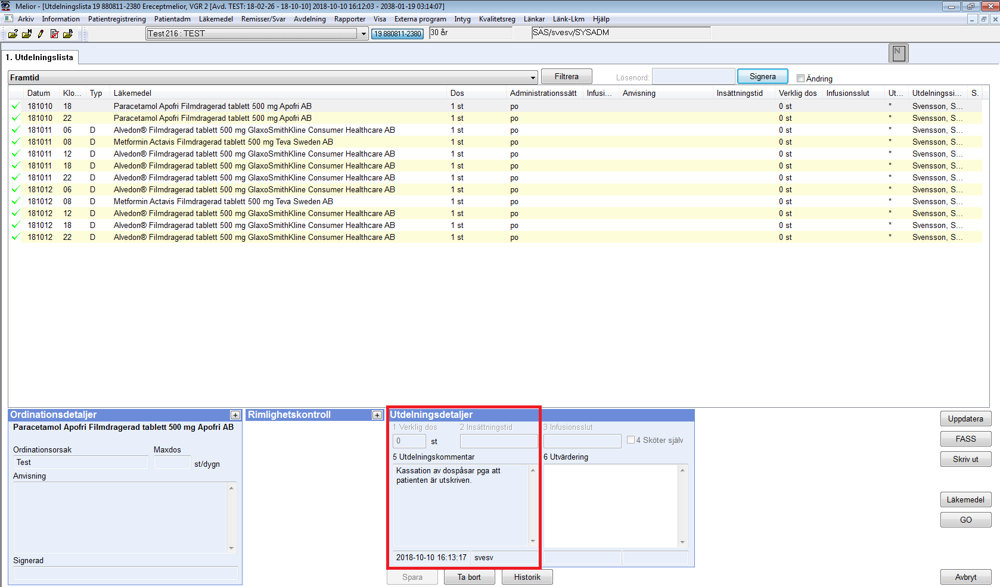 Melior - [Utdelningslista 19 880811-2380 Ereceptmelior, VGR 2 [Avd. TEST: 18-02-26 - 18-10-10] 2018-10-10 16:12:03 - 2038-01-19 03:14:07]
Arkiv Information Patientregistrering Patientadm Läkemedel Remisser/Svar Avdelning Rapporter Visa Externa program Intyg Kvalitetsreg Länkar Länk-Lkm Hjälp
Test216 : TEST 19 880811-2380 30 år SÄS/svesv/SYSADM
1. Utdelningslista N
Framtid Filtrera Lösenord: Signera Ändring
Datum Klo... Typ Läkemedel Dos Administrationssätt Infusi... Anvisning Insättningstid Verklig dos Infusionsslut Ut... Utdelningssi... S.
181010 18 Paracetamol Apofri Filmdragerad tablett 500 mg Apofri AB 1 st po 0 st * Svensson, S...
181010 22 Paracetamol Apofri Filmdragerad tablett 500 mg Apofri AB 1 st po 0 st * Svensson, S...
181011 06 D Alvedon® Filmdragerad tablett 500 mg GlaxoSmithKline Consumer Healthcare AB 1 st po 0 st * Svensson, S...
181011 08 D Metformin Actavis Filmdragerad tablett 500 mg Teva Sweden AB 1 st po 0 st * Svensson, S...
181011 12 D Alvedon® Filmdragerad tablett 500 mg GlaxoSmithKline Consumer Healthcare AB 1 st po 0 st * Svensson, S...
181011 18 D Alvedon® Filmdragerad tablett 500 mg GlaxoSmithKline Consumer Healthcare AB 1 st po 0 st * Svensson, S...
181011 22 D Alvedon® Filmdragerad tablett 500 mg GlaxoSmithKline Consumer Healthcare AB 1 st po 0 st * Svensson, S...
181012 06 D Alvedon® Filmdragerad tablett 500 mg GlaxoSmithKline Consumer Healthcare AB 1 st po 0 st * Svensson, S...
181012 08 D Metformin Actavis Filmdragerad tablett 500 mg Teva Sweden AB 1 st po 0 st * Svensson, S...
181012 12 D Alvedon® Filmdragerad tablett 500 mg GlaxoSmithKline Consumer Healthcare AB 1 st po 0 st * Svensson, S...
181012 18 D Alvedon® Filmdragerad tablett 500 mg GlaxoSmithKline Consumer Healthcare AB 1 st po 0 st * Svensson, S...
181012 22 D Alvedon® Filmdragerad tablett 500 mg GlaxoSmithKline Consumer Healthcare AB 1 st po 0 st * Svensson, S...
Ordinationsdetaljer
Paracetamol Apofri Filmdragerad tablett 500 mg Apofri AB
Ordinationsorsak Maxdos
Test st/dygn
Anvisning
Signerad
Rimlighetskontroll
Utdelningsdetaljer
1 Verklig dos 2 Insättningstid 3 Infusionsslut
0 st 4 Sköter själv
5 Utdelningskommentar 6 Utvärdering
Kassation av dospåsar pga att
patienten är utskriven.
2018-10-10 16:13:17 svesv
Spara Ta bort Historik
Uppdatera
FASS
Skriv ut
Läkemedel
GO
Avbryt